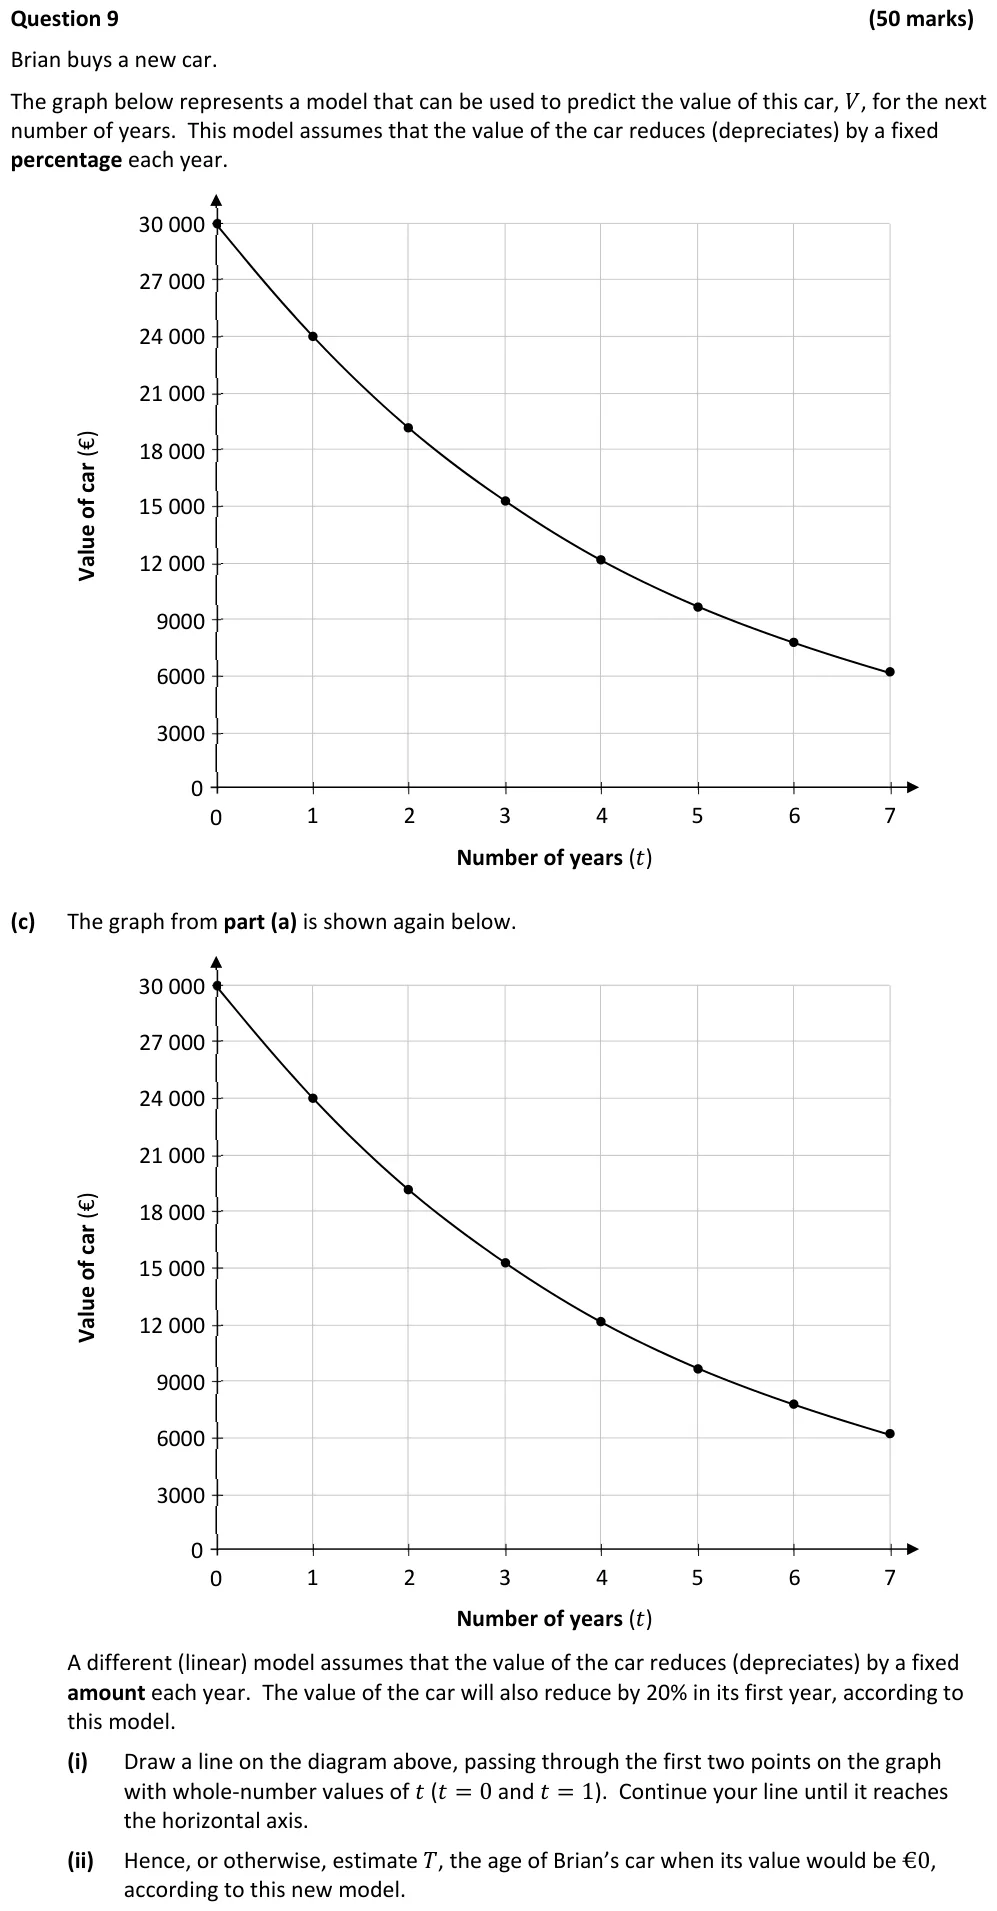 Question 9 (50 marks)
Brian buys a new car.
The graph below represents a model that can be used to predict the value of this car, V, for the next
number of years. This model assumes that the value of the car reduces (depreciates) by a fixed
percentage each year.
30 000
27 000
24 000
21 000
18 000
15 000
12 000
9000
6000
3000
0
Value of car (€)
0 1 2 3 4 5 6 7
Number of years (t)
(c) The graph from part (a) is shown again below.
30 000
27 000
24 000
21 000
18 000
15 000
12 000
9000
6000
3000
0
Value of car (€)
0 1 2 3 4 5 6 7
Number of years (t)
A different (linear) model assumes that the value of the car reduces (depreciates) by a fixed
amount each year. The value of the car will also reduce by 20% in its first year, according to
this model.
(i) Draw a line on the diagram above, passing through the first two points on the graph
with whole-number values of t (t = 0 and t = 1). Continue your line until it reaches
the horizontal axis.
(ii) Hence, or otherwise, estimate T, the age of Brian’s car when its value would be €0,
according to this new model.